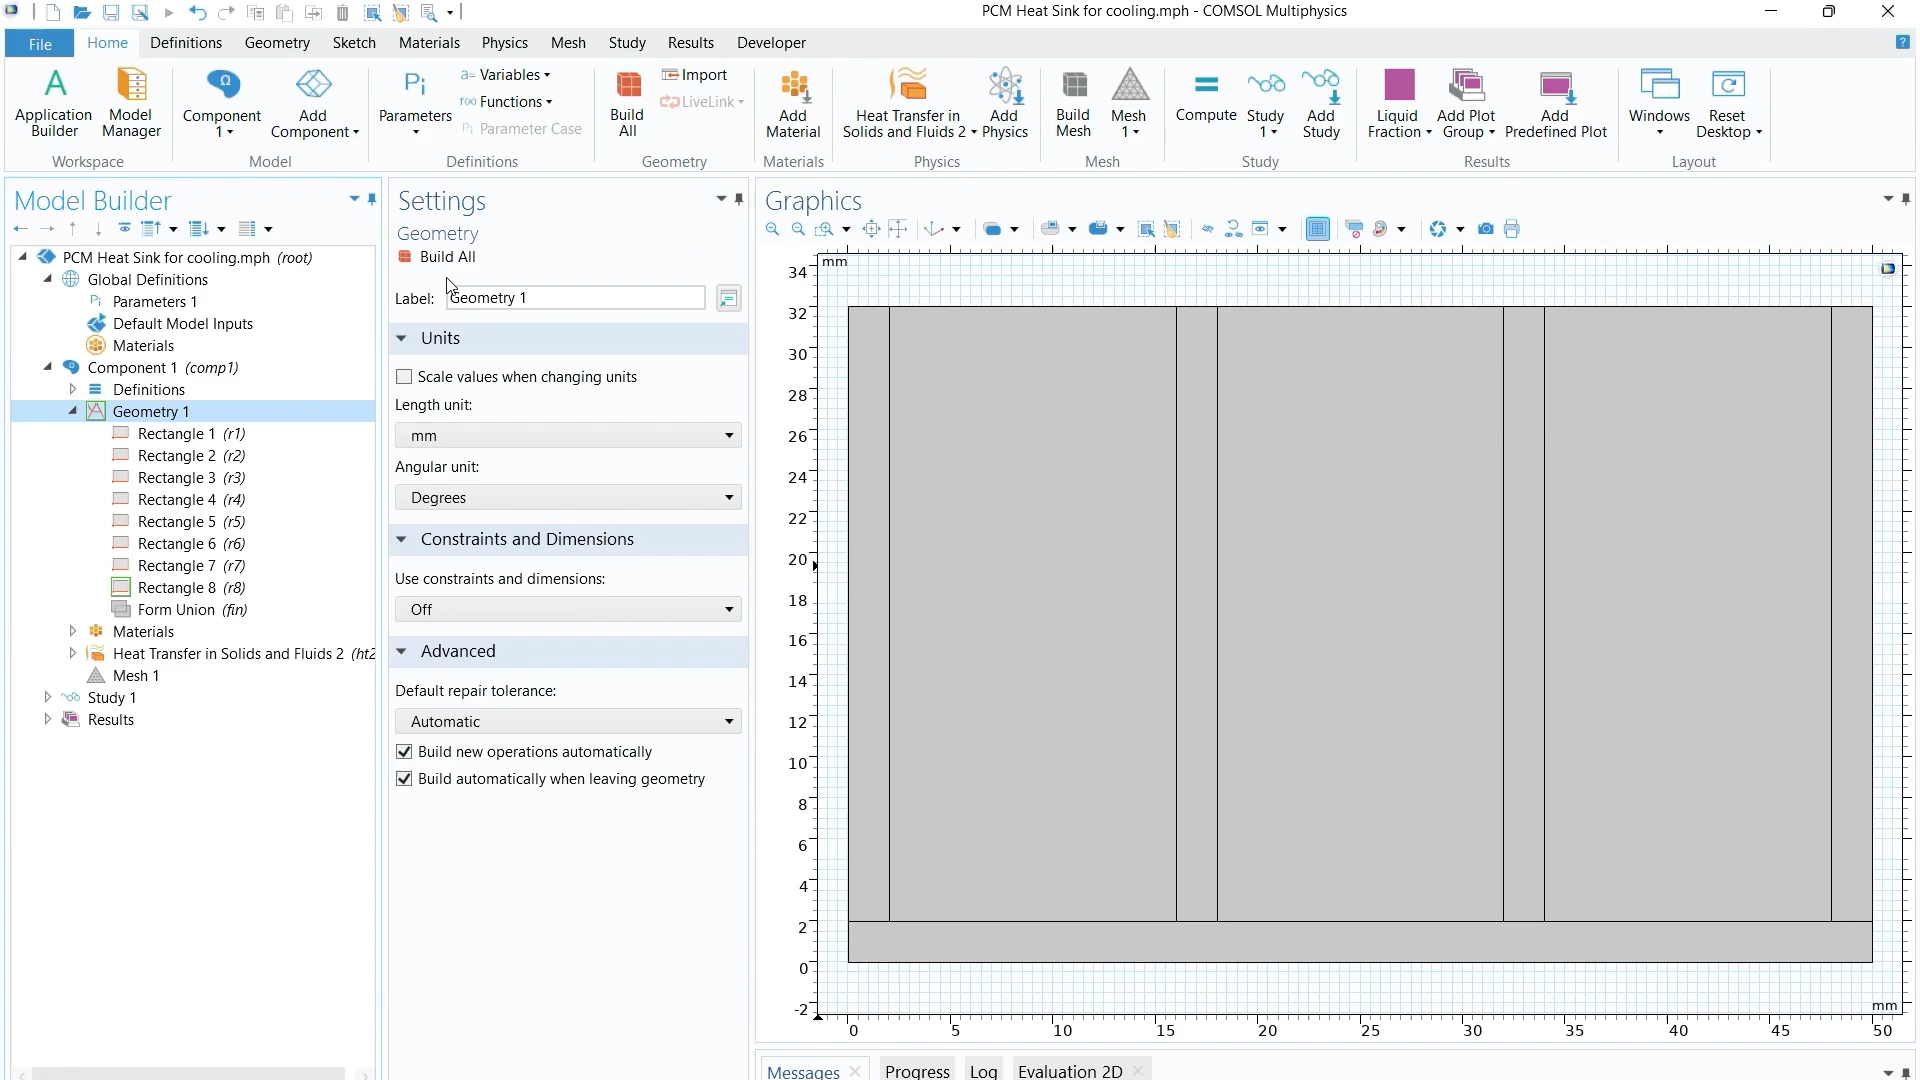 PCM Heat Sink for cooling.mph - COMSOL Multiphysics
File Home Definitions Geometry Sketch Materials Physics Mesh Study Results Developer
Application Builder
Model Manager
Workspace
Component 1
Add Component
Model
Pi
Parameters
a= Variables
f(x) Functions
Pi Parameter Case
Definitions
Build All
Import
LiveLink
Geometry
Add Material
Materials
Heat Transfer in Solids and Fluids 2
Add Physics
Physics
Build Mesh
Mesh 1
Mesh
Compute
Study 1
Add Study
Study
Liquid Fraction
Add Plot Group
Add Predefined Plot
Results
Windows
Reset Desktop
Layout
Model Builder
PCM Heat Sink for cooling.mph (root)
Global Definitions
Pi Parameters 1
Default Model Inputs
Materials
Component 1 (comp1)
Definitions
Geometry 1
Rectangle 1 (r1)
Rectangle 2 (r2)
Rectangle 3 (r3)
Rectangle 4 (r4)
Rectangle 5 (r5)
Rectangle 6 (r6)
Rectangle 7 (r7)
Rectangle 8 (r8)
Form Union (fin)
Materials
Heat Transfer in Solids and Fluids 2 (ht2
Mesh 1
Study 1
Results
Settings
Geometry
Build All
Label: Geometry 1
Units
Scale values when changing units
Length unit:
mm
Angular unit:
Degrees
Constraints and Dimensions
Use constraints and dimensions:
Off
Advanced
Default repair tolerance:
Automatic
Build new operations automatically
Build automatically when leaving geometry
Graphics
mm
34
32
30
28
26
24
22
20
18
16
14
12
10
8
6
4
2
0
-2
mm
0 5 10 15 20 25 30 35 40 45 50
Messages Progress Log Evaluation 2D